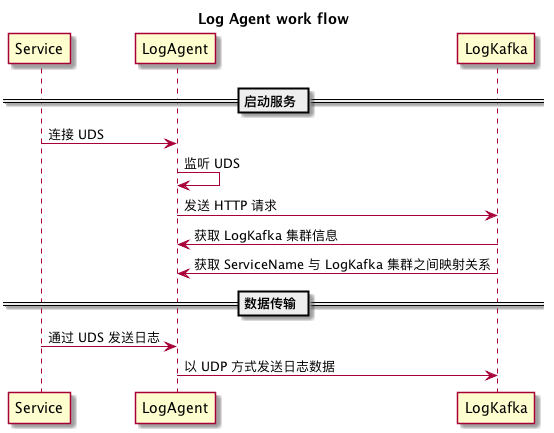 Log Agent work flow
Service LogAgent LogKafka
启动服务
连接 UDS
监听 UDS
发送 HTTP 请求
获取 LogKafka 集群信息
获取 ServiceName 与 LogKafka 集群之间映射关系
数据传输
通过 UDS 发送日志
以 UDP 方式发送日志数据
Service LogAgent LogKafka